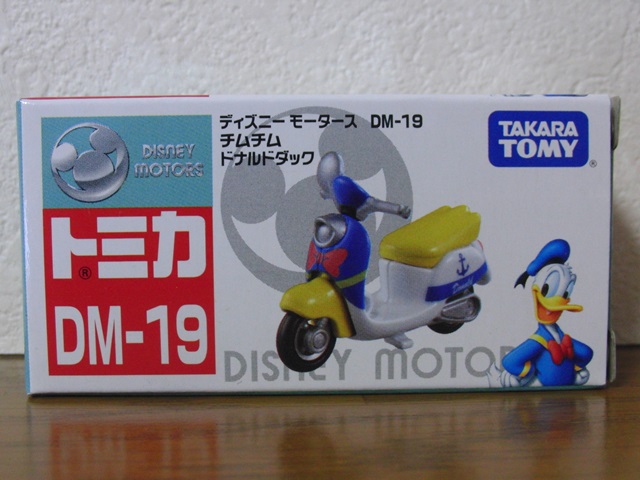 ディズニー モータース DM-19
チムチム
ドナルドダック
TAKARA
TOMY
®
DISNEY
MOTORS
トミカ
®
DM-19
DISNEY MOTOR